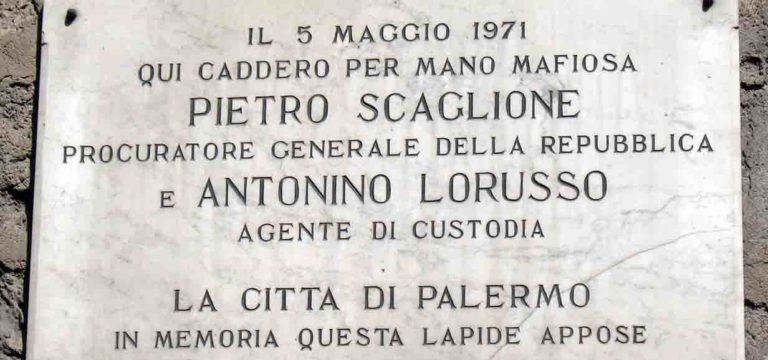 IL 5 MAGGIO 1971
QUI CADDERO PER MANO MAFIOSA
PIETRO SCAGLIONE
PROCURATORE GENERALE DELLA REPUBBLICA
E ANTONINO LORUSSO
AGENTE DI CUSTODIA
LA CITTA DI PALERMO
IN MEMORIA QUESTA LAPIDE APPOSE